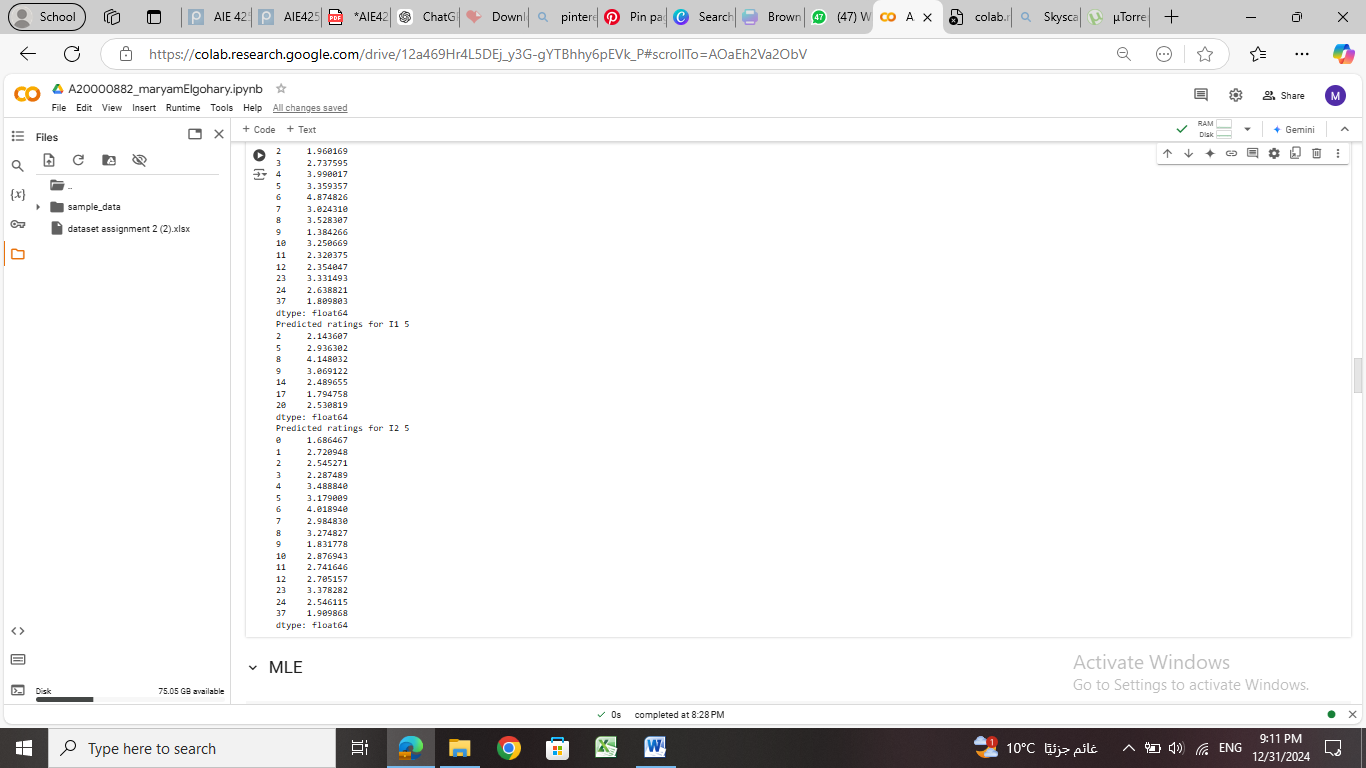 School
AIE 425
AIE425
*AIE42
ChatG
Downl
pintere
Pin pa
Search
Brown
(47) W
A
colab.r
Skysca
µTorre
https://colab.research.google.com/drive/12a469Hr4L5DEj_y3G-gYTBhhy6pEVk_P#scrollTo=AOaEh2Va2ObV
A20000882_maryamElgohary.ipynb
File Edit View Insert Runtime Tools Help All changes saved
Share
M
Files
+ Code + Text
RAM
Disk
Gemini
..
sample_data
dataset assignment 2 (2).xlsx
2 1.960169
3 2.737595
4 3.990017
5 3.359357
6 4.874826
7 3.024310
8 3.528307
9 1.384266
10 3.250669
11 2.320375
12 2.354047
23 3.331493
24 2.638821
37 1.809803
dtype: float64
Predicted ratings for I1 5
2 2.143607
5 2.936302
8 4.148032
9 3.069122
14 2.489655
17 1.794758
20 2.530819
dtype: float64
Predicted ratings for I2 5
0 1.686467
1 2.720948
2 2.545271
3 2.287489
4 3.488840
5 3.179009
6 4.018940
7 2.984830
8 3.274827
9 1.831778
10 2.876943
11 2.741646
12 2.705157
23 3.378282
24 2.546115
37 1.909868
dtype: float64
MLE
Disk 75.05 GB available
Activate Windows
Go to Settings to activate Windows.
0s completed at 8:28 PM
Type here to search
1
10°C غائم جزئيًا
ENG
9:11 PM
12/31/2024